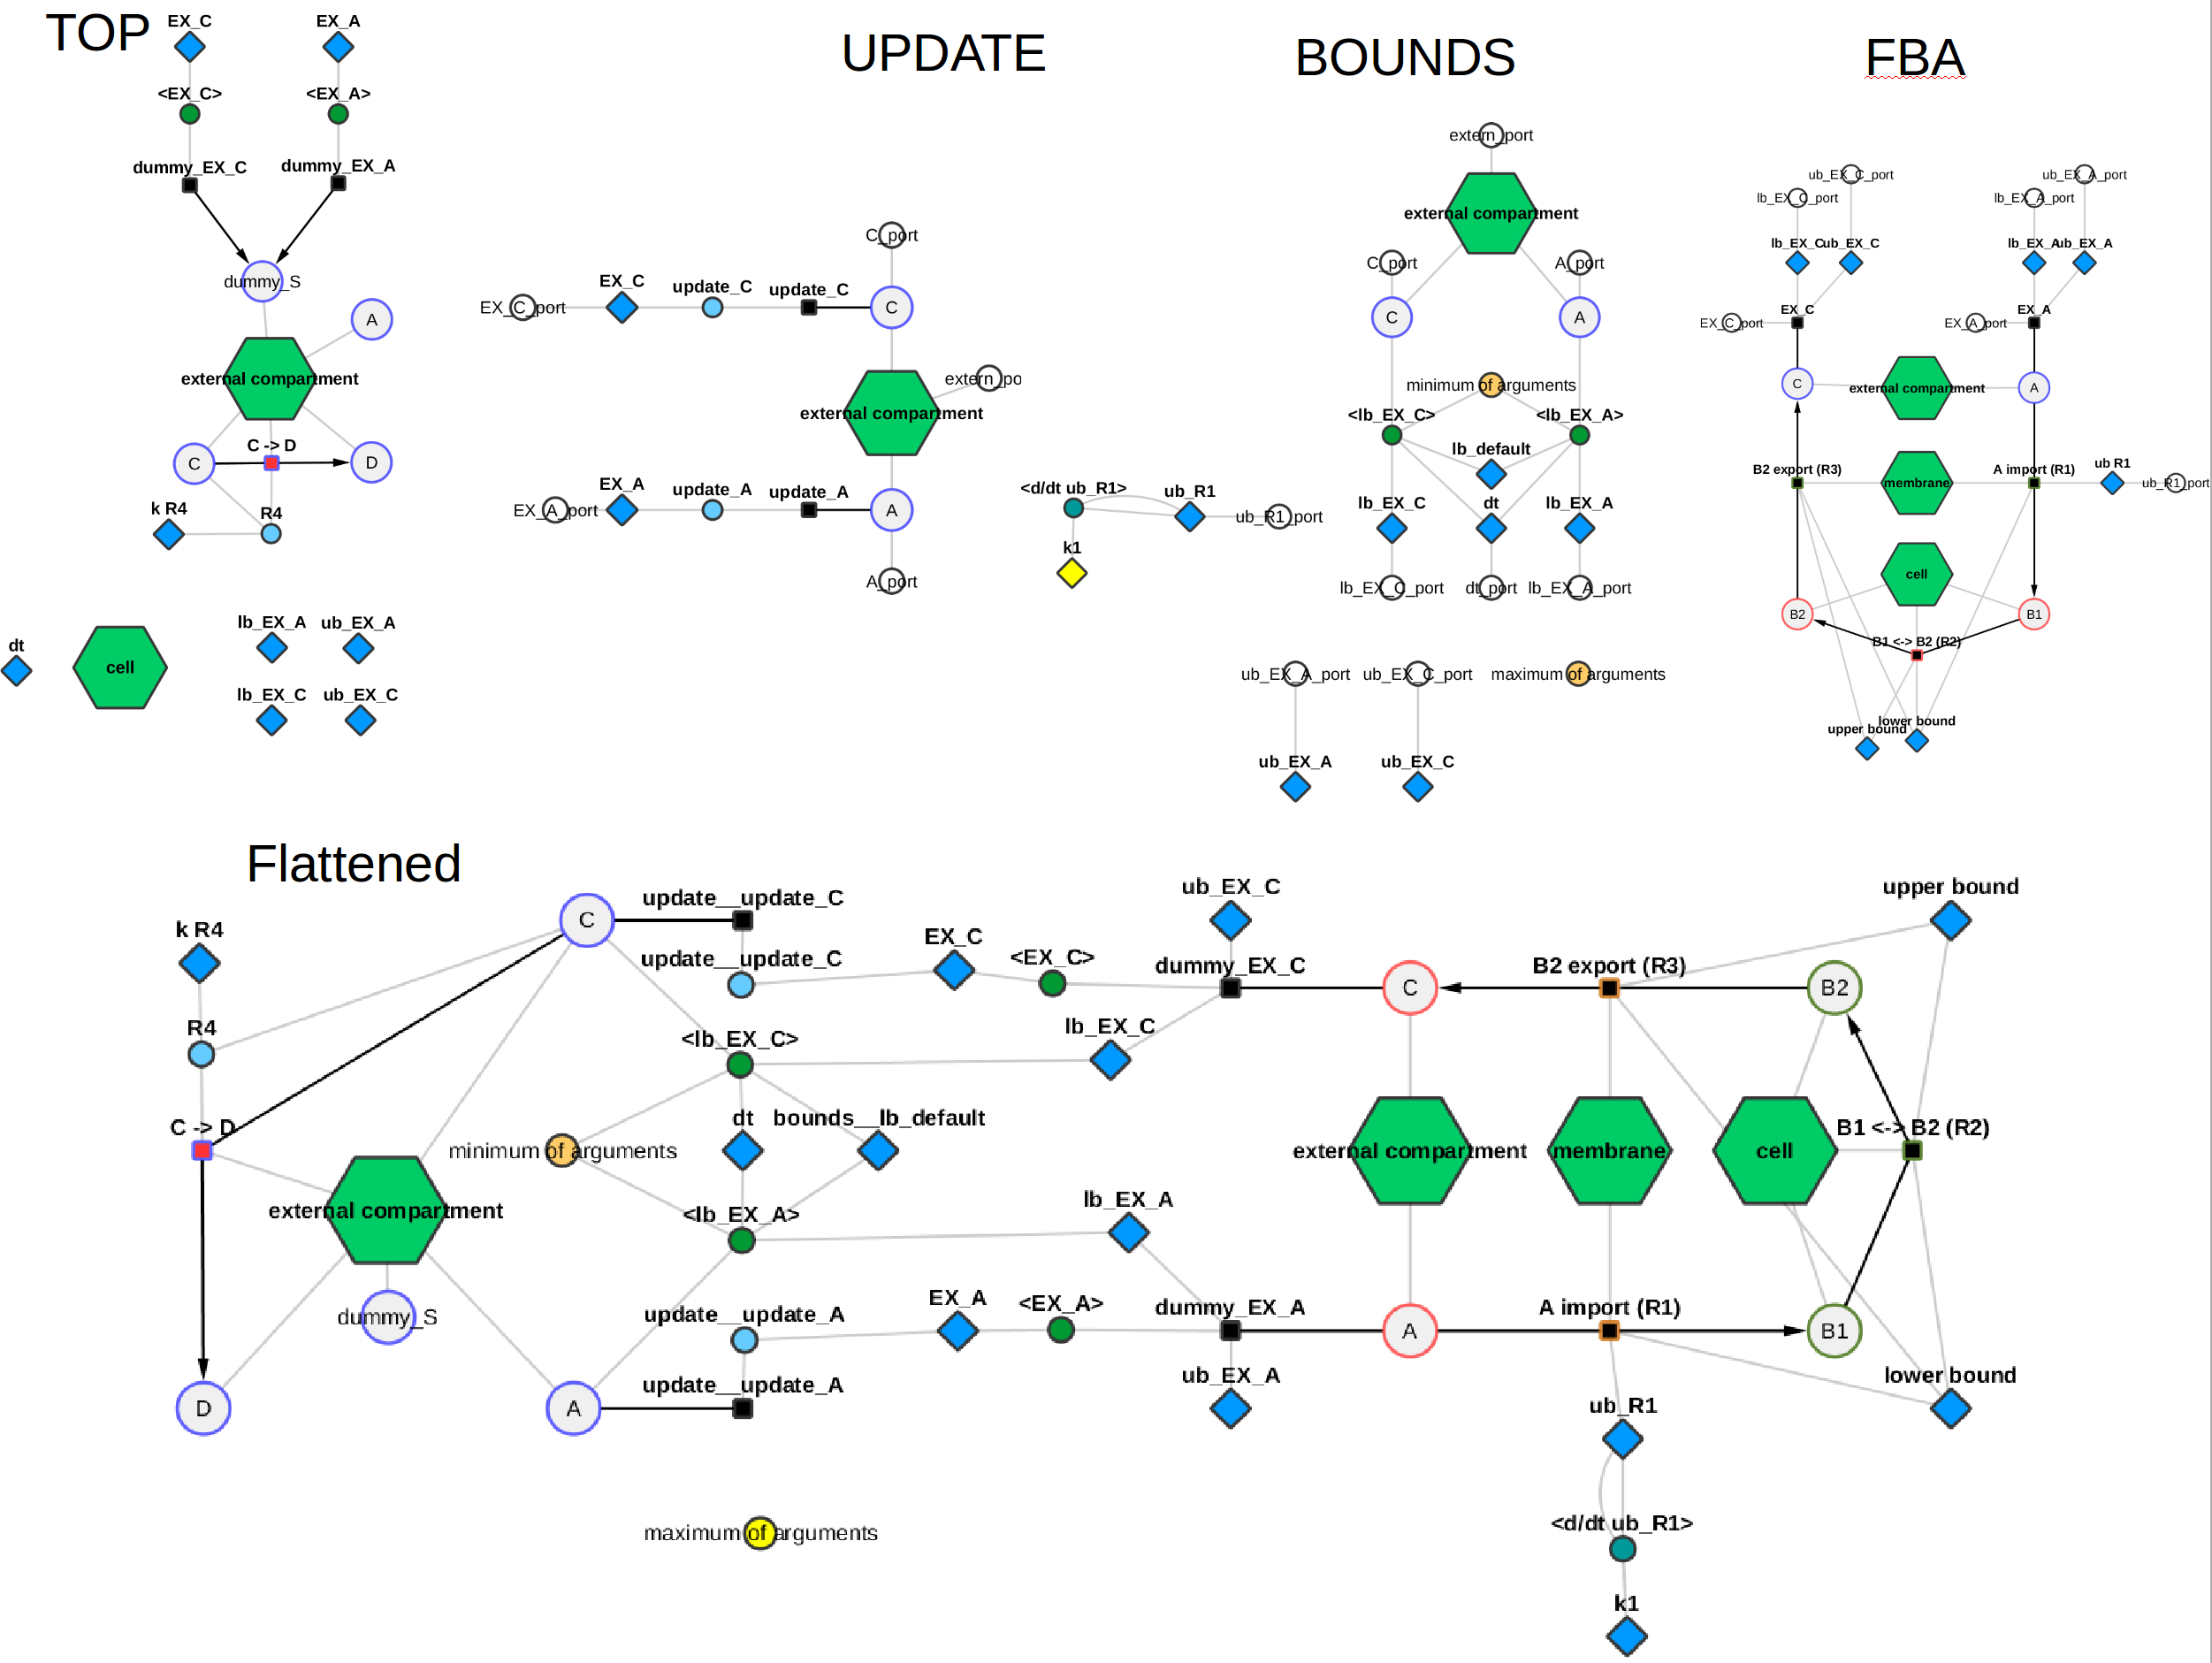 TOP
EX_C
EX_A
<EX_C>
<EX_A>
dummy_EX_C
dummy_EX_A
dummy_S
A
external compartment
C -> D
C
D
k R4
R4
dt
cell
lb_EX_A
ub_EX_A
lb_EX_C
ub_EX_C
UPDATE
C_port
EX_C_port
EX_C
update_C
update_C
C
extern_po
external compartment
EX_A_port
EX_A
update_A
update_A
A
A_port
<d/dt ub_R1>
ub_R1
ub_R1_port
k1
BOUNDS
extern_port
external compartment
C_port
A_port
C
A
minimum of arguments
<lb_EX_C>
<lb_EX_A>
lb_default
lb_EX_C
dt
lb_EX_A
lb_EX_C_port
dt_port
lb_EX_A_port
ub_EX_A_port
ub_EX_C_port
maximum of arguments
ub_EX_A
ub_EX_C
FBA
ub_EX_C_port
ub_EX_A_port
lb_EX_C_port
lb_EX_A_port
lb_EX_C
ub_EX_C
lb_EX_A
ub_EX_A
EX_C
EX_A
EX_C_port
EX_A_port
C
external compartment
A
B2 export (R3)
membrane
A import (R1)
ub R1
ub_R1_port
cell
B2
B1
B1 <-> B2 (R2)
upper bound
lower bound
Flattened
C
update__update_C
ub_EX_C
upper bound
k R4
update__update_C
EX_C
<EX_C>
dummy_EX_C
C
B2 export (R3)
B2
R4
<lb_EX_C>
lb_EX_C
C -> D
minimum of arguments
dt
bounds__lb_default
external compartment
membrane
cell
B1 <-> B2 (R2)
external compartment
<lb_EX_A>
lb_EX_A
dummy_S
update__update_A
EX_A
<EX_A>
dummy_EX_A
A
A import (R1)
B1
D
A
update__update_A
ub_EX_A
lower bound
ub_R1
maximum of arguments
<d/dt ub_R1>
k1